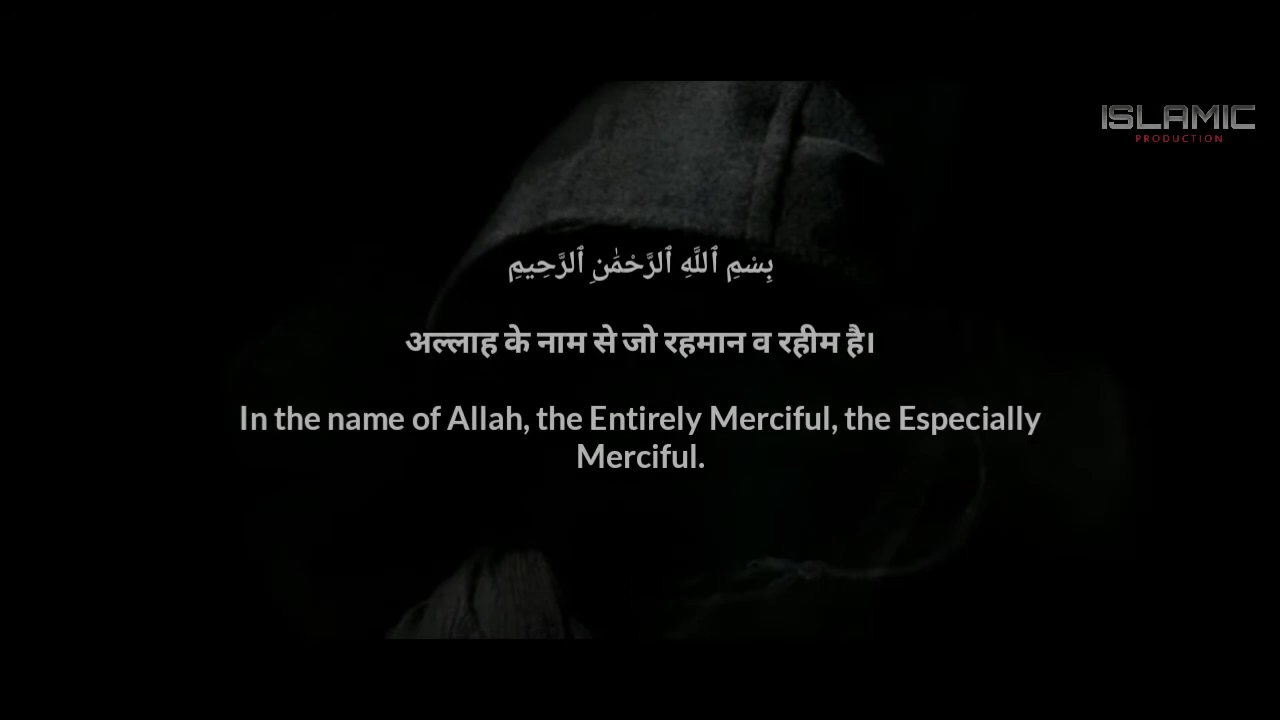 ISLAMIC
PRODUCTION
بِسْمِ ٱللَّهِ ٱلرَّحْمَٰنِ ٱلرَّحِيمِ
अल्लाह के नाम से जो रहमान व रहीम है।
In the name of Allah, the Entirely Merciful, the Especially
Merciful.